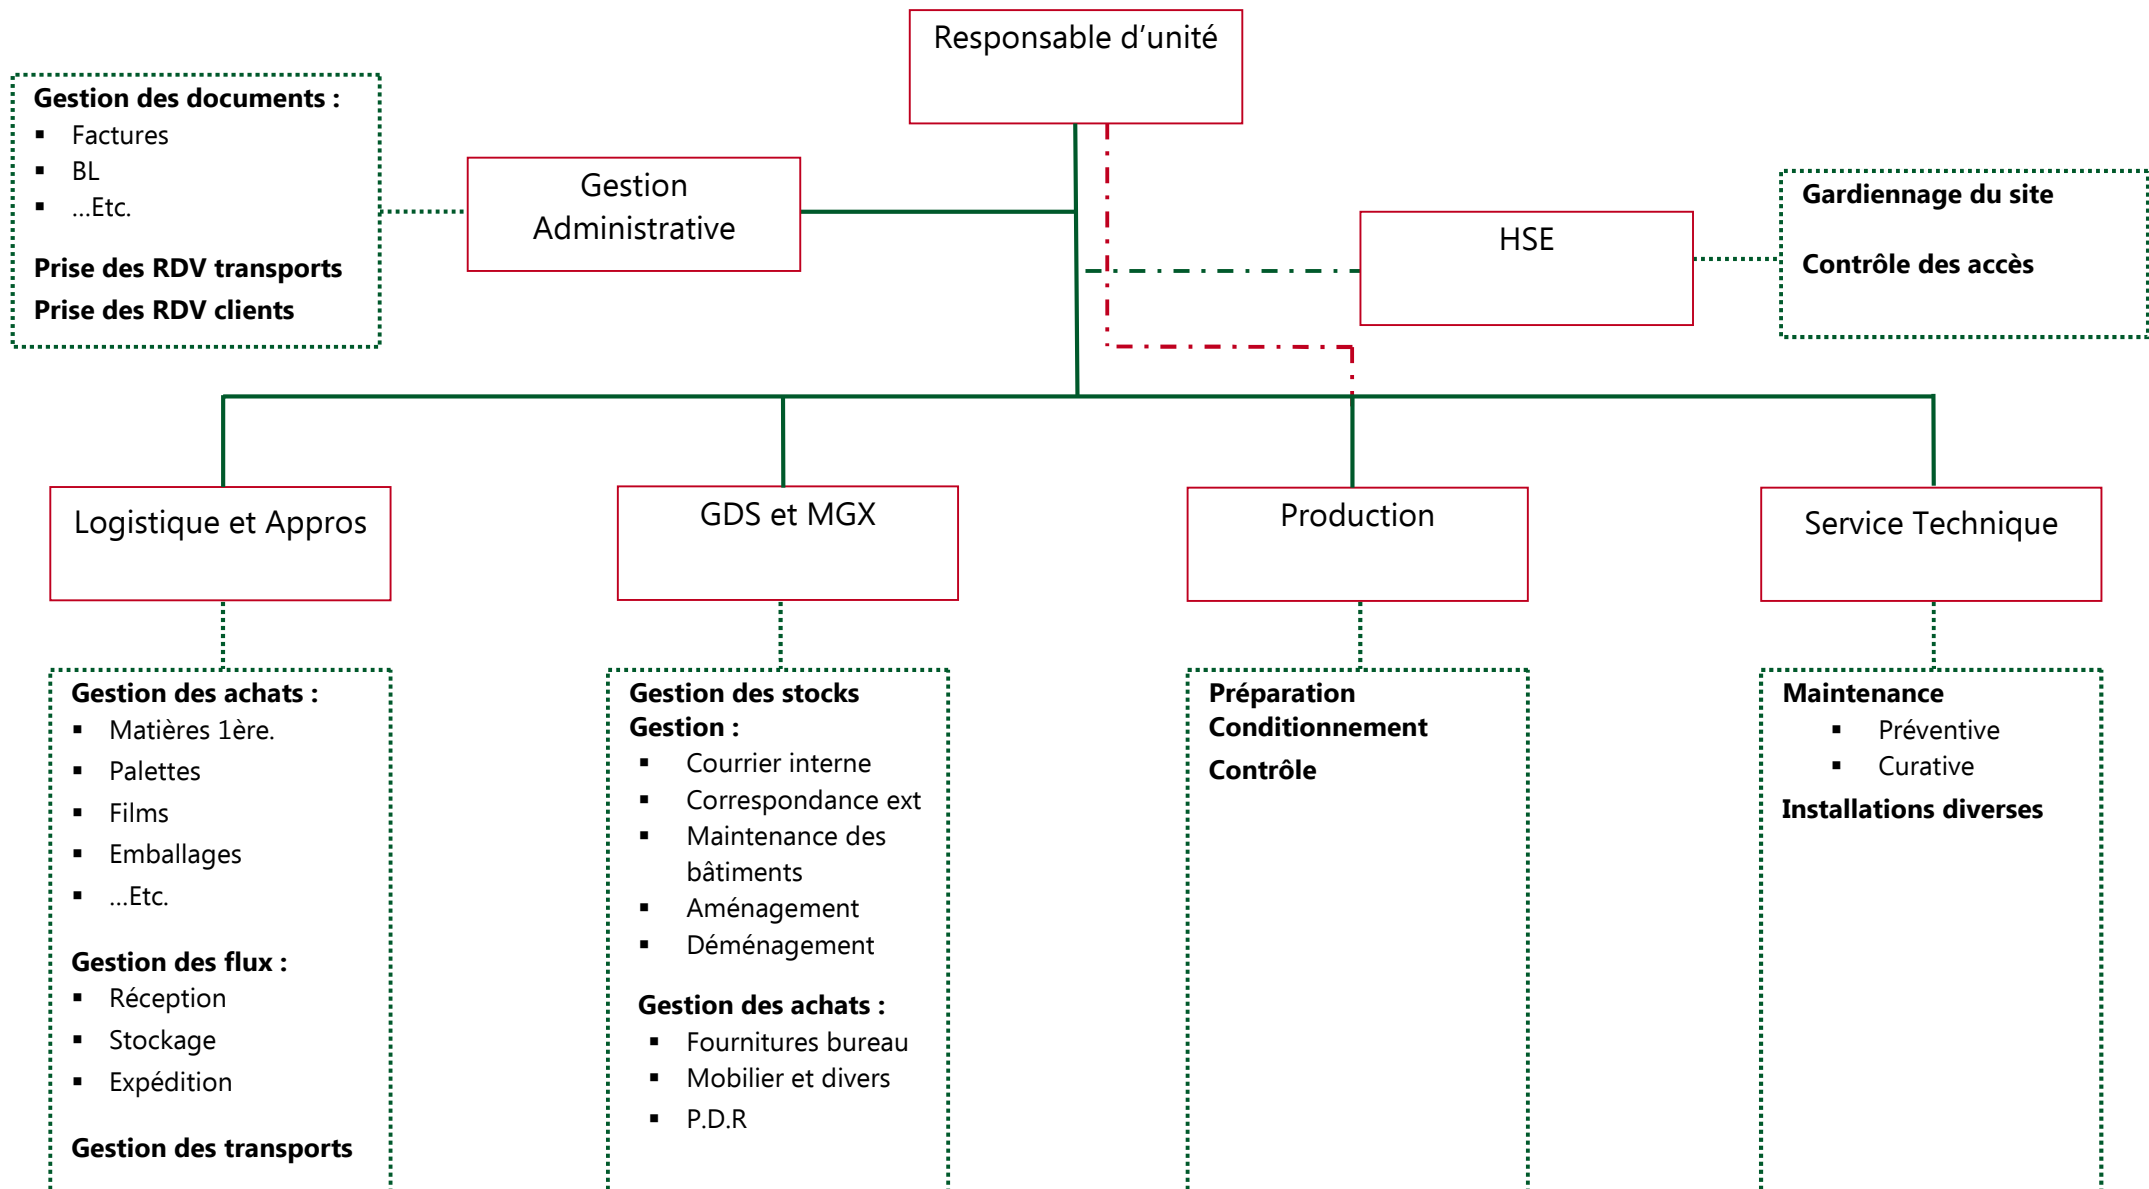 Responsable d’unité
Gestion des documents :
▪ Factures
▪ BL
▪ ...Etc.
Prise des RDV transports
Prise des RDV clients
Gestion
Administrative
HSE
Gardiennage du site
Contrôle des accès
Logistique et Appros
GDS et MGX
Production
Service Technique
Gestion des achats :
▪ Matières 1ère.
▪ Palettes
▪ Films
▪ Emballages
▪ ...Etc.
Gestion des flux :
▪ Réception
▪ Stockage
▪ Expédition
Gestion des transports
Gestion des stocks
Gestion :
▪ Courrier interne
▪ Correspondance ext
▪ Maintenance des
bâtiments
▪ Aménagement
▪ Déménagement
Gestion des achats :
▪ Fournitures bureau
▪ Mobilier et divers
▪ P.D.R
Préparation
Conditionnement
Contrôle
Maintenance
▪ Préventive
▪ Curative
Installations diverses